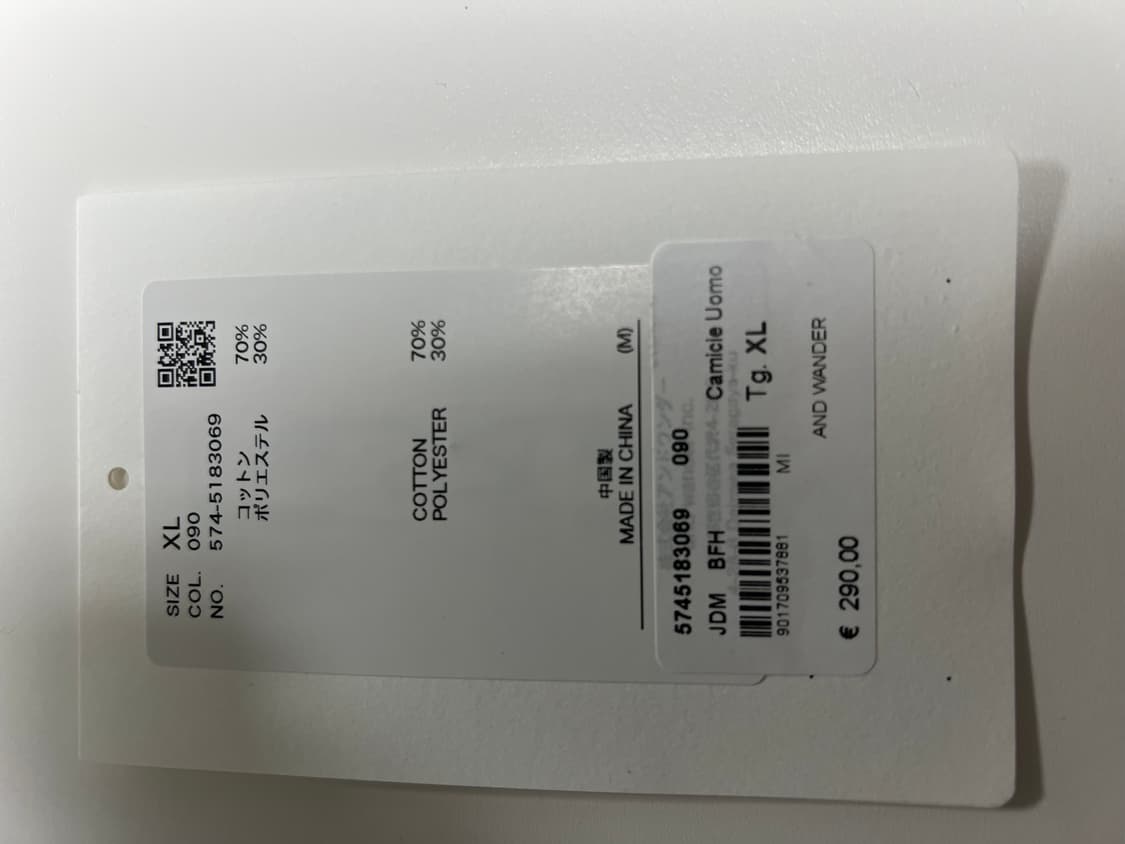 SIZE XL
COL. 090
NO. 574-5183069
コットン 70%
ポリエステル 30%
COTTON 70%
POLYESTER 30%
中国製
MADE IN CHINA (M)
5745183069 090
JDM BFH Camicie Uomo
Tg. XL
901709537881 MI
AND WANDER
€ 290,00